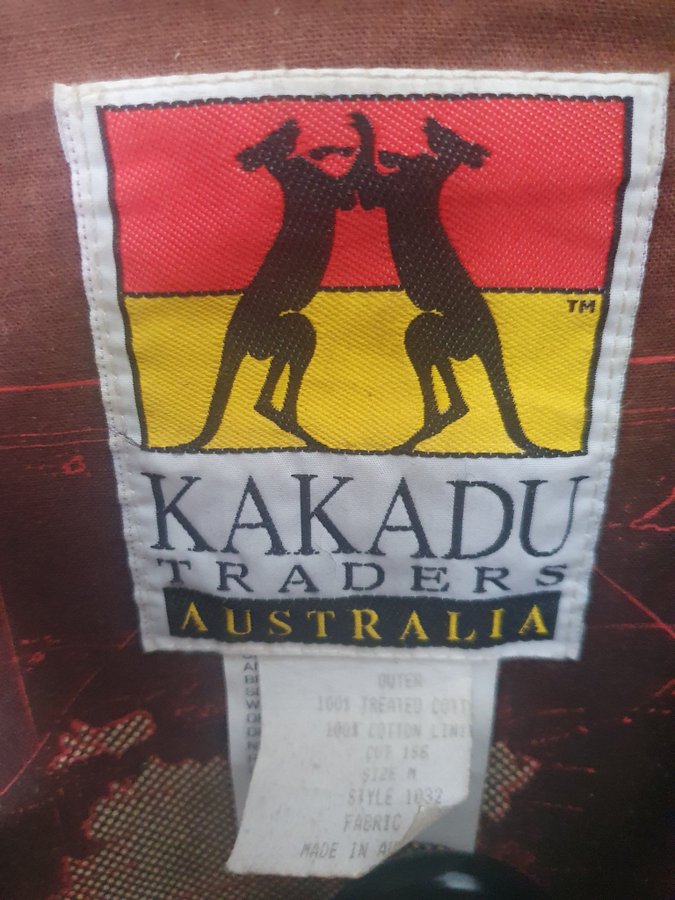 TM
KAKADU
TRADERS
AUSTRALIA
OUTER
100% TREATED COTT
100% COTTON LINI
CUT 156
SIZE M
STYLE 1032
FABRIC
MADE IN AU